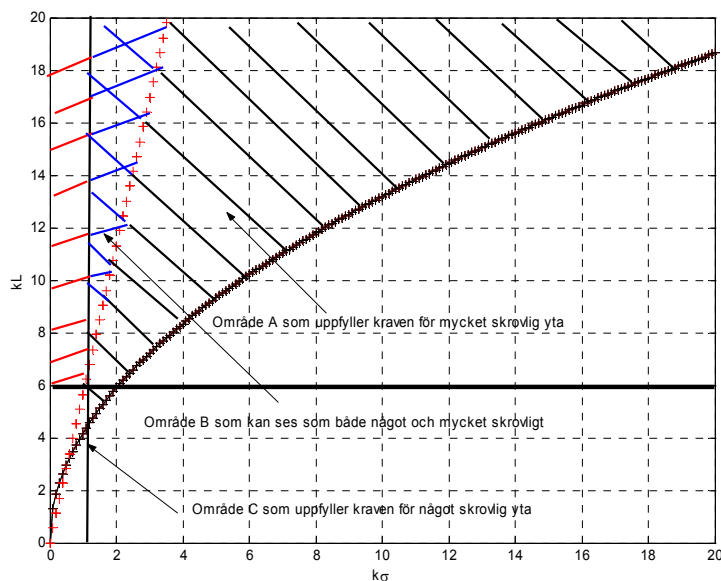 20
18
16
14
12
10
8
6
4
2
0
kL
Område A som uppfyller kraven för mycket skrovlig yta
Område B som kan ses som både något och mycket skrovligt
Område C som uppfyller kraven för något skrovlig yta
0 2 4 6 8 10 12 14 16 18 20
kσ